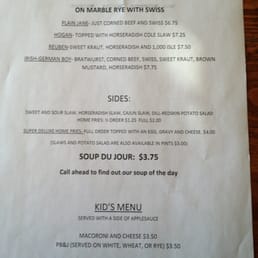 ON MARBLE RYE WITH SWISS
PLAIN JANE- JUST CORNED BEEF AND SWISS $6.75
HOGAN- TOPPED WITH HORSERADISH COLE SLAW $7.25
REUBEN-SWEET KRAUT, HORSERADISH AND 1,000 ISLE $7.50
IRISH-GERMAN BOY- BRATWURST, CORNED BEEF, SWISS, SWEET KRAUT, BROWN
MUSTARD, HORSERADISH $7.75
SIDES:
SWEET AND SOUR SLAW, HORSERADISH SLAW, CAJUN SLAW, DILL-REDSKIN POTATO SALAD
HOME FRIES: ½ ORDER $1.25 FULL $2.00
SUPER DELUXE HOME FRIES- FULL ORDER TOPPED WITH AN EGG, GRAVY AND CHEESE, $4.00
(SLAWS AND POTATO SALAD ARE ALSO AVAILABLE IN PINTS $3.00)
SOUP DU JOUR: $3.75
Call ahead to find out our soup of the day
KID'S MENU
SERVED WITH A SIDE OF APPLESAUCE
MACARONI AND CHEESE $3.50
PB&J (SERVED ON WHITE, WHEAT, OR RYE) $3.50